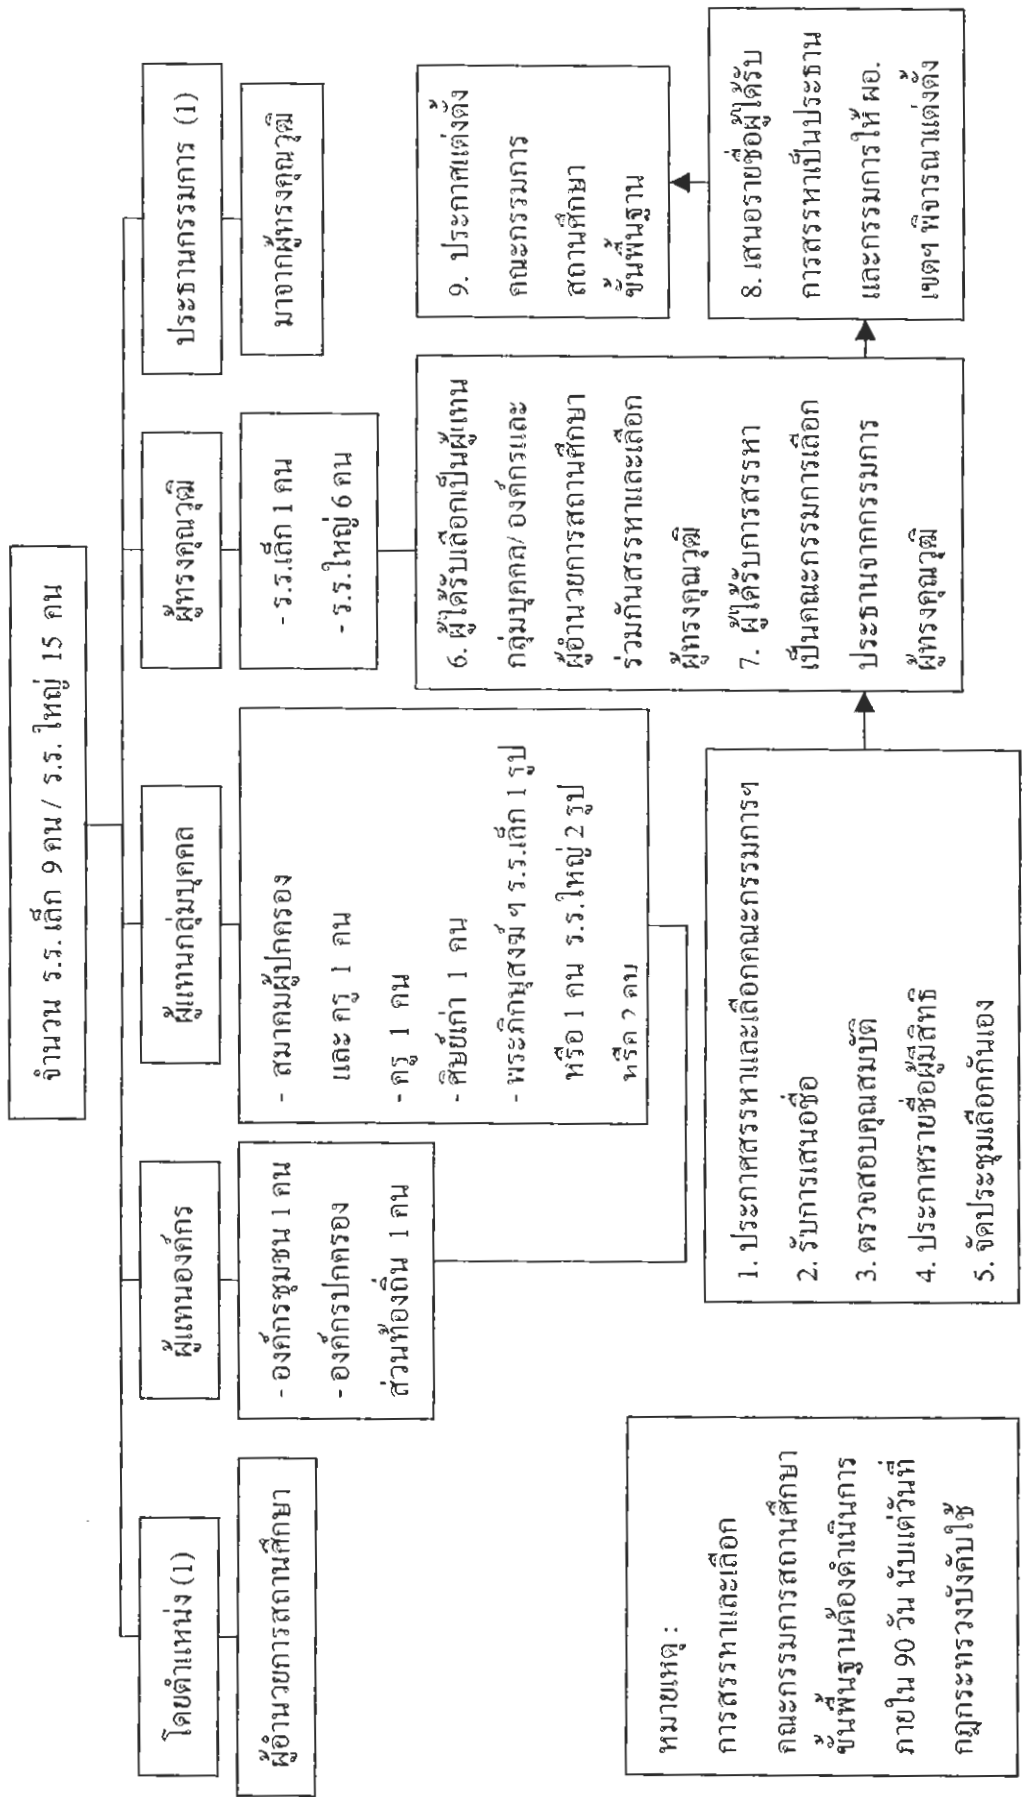 จำนวน ร.ร. เล็ก 9 คน / ร.ร. ใหญ่ 15 คน
โดยตำแหน่ง (1)
ผู้อำนวยการสถานศึกษา
ผู้แทนองค์กร
- องค์กรชุมชน 1 คน
- องค์กรปกครอง
ส่วนท้องถิ่น 1 คน
ผู้แทนกลุ่มบุคคล
- สมาคมผู้ปกครอง
และ ครู 1 คน
- ครู 1 คน
- ศิษย์เก่า 1 คน
- พระภิกษุสงฆ์ ฯ ร.ร.เล็ก 1 รูป
หรือ 1 คน ร.ร.ใหญ่ 2 รูป
หรือ 2 คน
ผู้ทรงคุณวุฒิ
- ร.ร.เล็ก 1 คน
- ร.ร.ใหญ่ 6 คน
ประธานกรรมการ (1)
มาจากผู้ทรงคุณวุฒิ
1. ประกาศสรรหาและเลือกคณะกรรมการฯ
2. รับการเสนอชื่อ
3. ตรวจสอบคุณสมบัติ
4. ประกาศรายชื่อผู้มีสิทธิ
5. จัดประชุมเลือกกันเอง
6. ผู้ได้รับเลือกเป็นผู้แทน
กลุ่มบุคคล/ องค์กรและ
ผู้อำนวยการสถานศึกษา
ร่วมกันสรรหาและเลือก
ผู้ทรงคุณวุฒิ
7. ผู้ได้รับการสรรหา
เป็นคณะกรรมการเลือก
ประธานจากกรรมการ
ผู้ทรงคุณวุฒิ
8. เสนอรายชื่อผู้ได้รับ
การสรรหาเป็นประธาน
และกรรมการให้ ผอ.
เขตฯ พิจารณาแต่งตั้ง
9. ประกาศแต่งตั้ง
คณะกรรมการ
สถานศึกษา
ขั้นพื้นฐาน
หมายเหตุ :
การสรรหาและเลือก
คณะกรรมการสถานศึกษา
ขั้นพื้นฐานต้องดำเนินการ
ภายใน 90 วัน นับแต่วันที่
กฎกระทรวงบังคับใช้